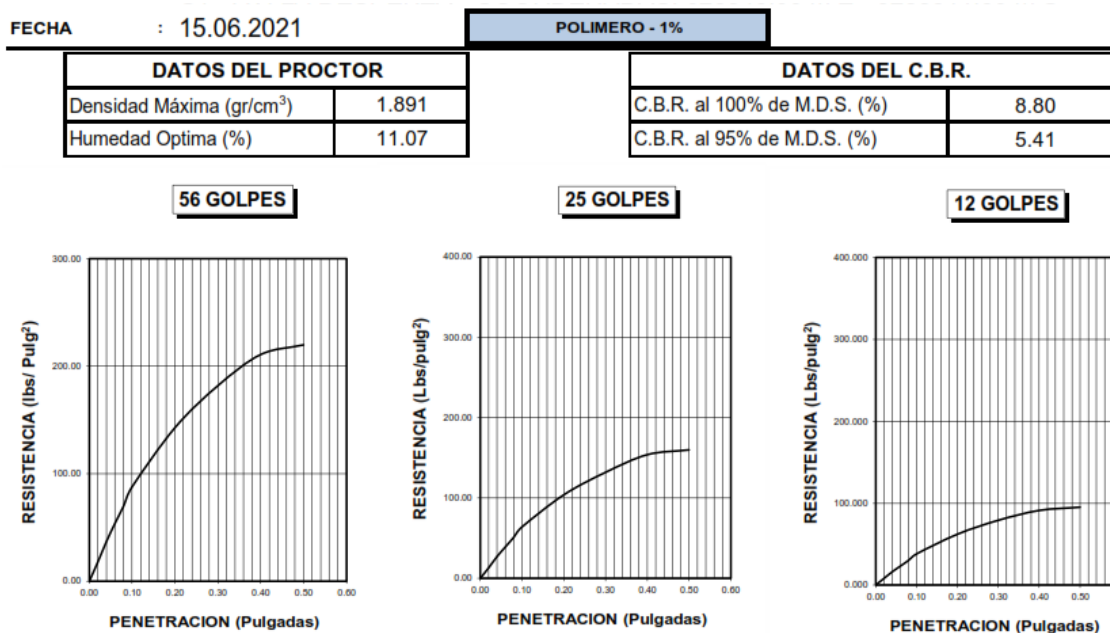 FECHA : 15.06.2021 POLIMERO - 1%
DATOS DEL PROCTOR
Densidad Máxima (gr/cm³) 1.891
Humedad Optima (%) 11.07
DATOS DEL C.B.R.
C.B.R. al 100% de M.D.S. (%) 8.80
C.B.R. al 95% de M.D.S. (%) 5.41
56 GOLPES
RESISTENCIA (lbs/ Pulg²)
300.00
200.00
100.00
0.00
0.00 0.10 0.20 0.30 0.40 0.50 0.60
PENETRACION (Pulgadas)
25 GOLPES
RESISTENCIA (Lbs/pulg²)
400.00
300.00
200.00
100.00
0.00
0.00 0.10 0.20 0.30 0.40 0.50 0.60
PENETRACION (Pulgadas)
12 GOLPES
RESISTENCIA (Lbs/pulg²)
400.000
300.000
200.000
100.000
0.000
0.00 0.10 0.20 0.30 0.40 0.50
PENETRACION (Pulgadas)